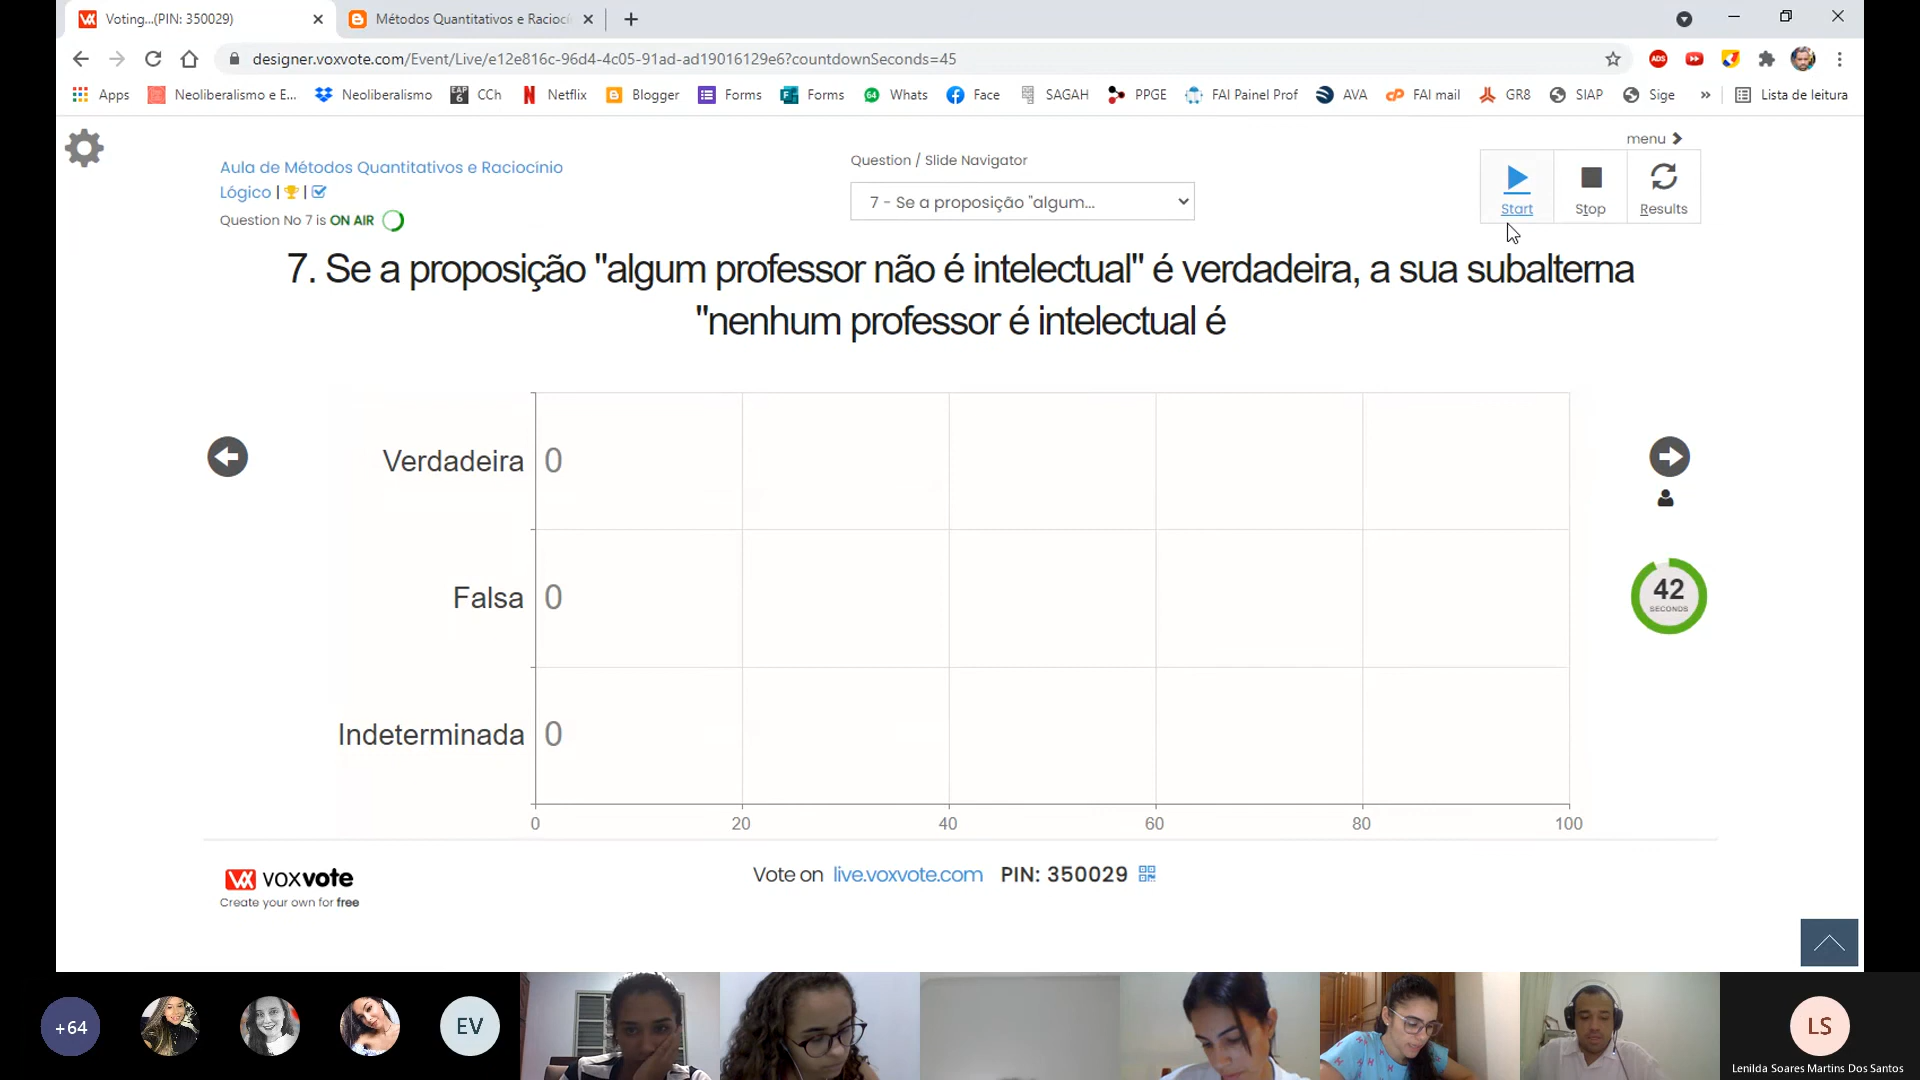 Voting...(PIN: 350029)
Métodos Quantitativos e Racioci
designer.voxvote.com/Event/Live/e12e816c-96d4-4c05-91ad-ad19016129e6?countdownSeconds=45
Apps
Neoliberalismo e E...
Neoliberalismo
EAP 6
CCh
Netflix
Blogger
Forms
Forms
64
Whats
Face
SAGAH
PPGE
FAI Painel Prof
AVA
FAI mail
GR8
SIAP
Sige
»
Lista de leitura
menu
Aula de Métodos Quantitativos e Raciocínio
Lógico | |
Question No 7 is ON AIR
Question / Slide Navigator
7 - Se a proposição "algum...
Start
Stop
Results
7. Se a proposição "algum professor não é intelectual" é verdadeira, a sua subalterna
"nenhum professor é intelectual é
Verdadeira 0
Falsa 0
Indeterminada 0
0 20 40 60 80 100
42
SECONDS
voxvote
Create your own for free
Vote on live.voxvote.com PIN: 350029
+64
EV
LS
Lenilda Soares Martins Dos Santos